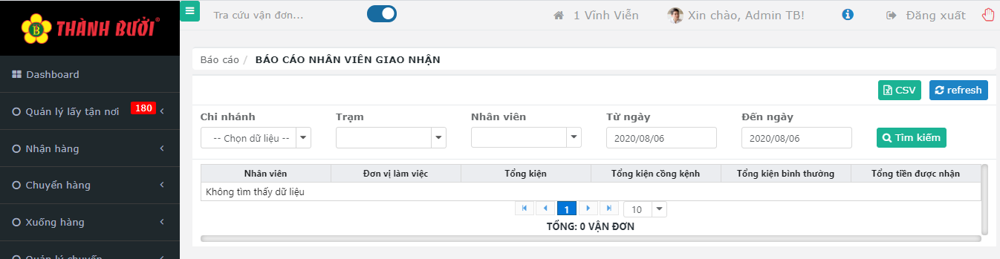 THÀNH BƯỞI®
Tra cứu vận đơn...
1 Vĩnh Viễn
Xin chào, Admin TB!
Đăng xuất
Dashboard
Quản lý lấy tận nơi 180
Nhận hàng
Chuyển hàng
Xuống hàng
Quản lý chuyến
Báo cáo / BÁO CÁO NHÂN VIÊN GIAO NHẬN
CSV refresh
Chi nhánh Trạm Nhân viên Từ ngày Đến ngày
-- Chọn dữ liệu -- 2020/08/06 2020/08/06 Tìm kiếm
Nhân viên Đơn vị làm việc Tổng kiện Tổng kiện cồng kệnh Tổng kiện bình thường Tổng tiền được nhận
Không tìm thấy dữ liệu
1 10
TỔNG: 0 VẬN ĐƠN